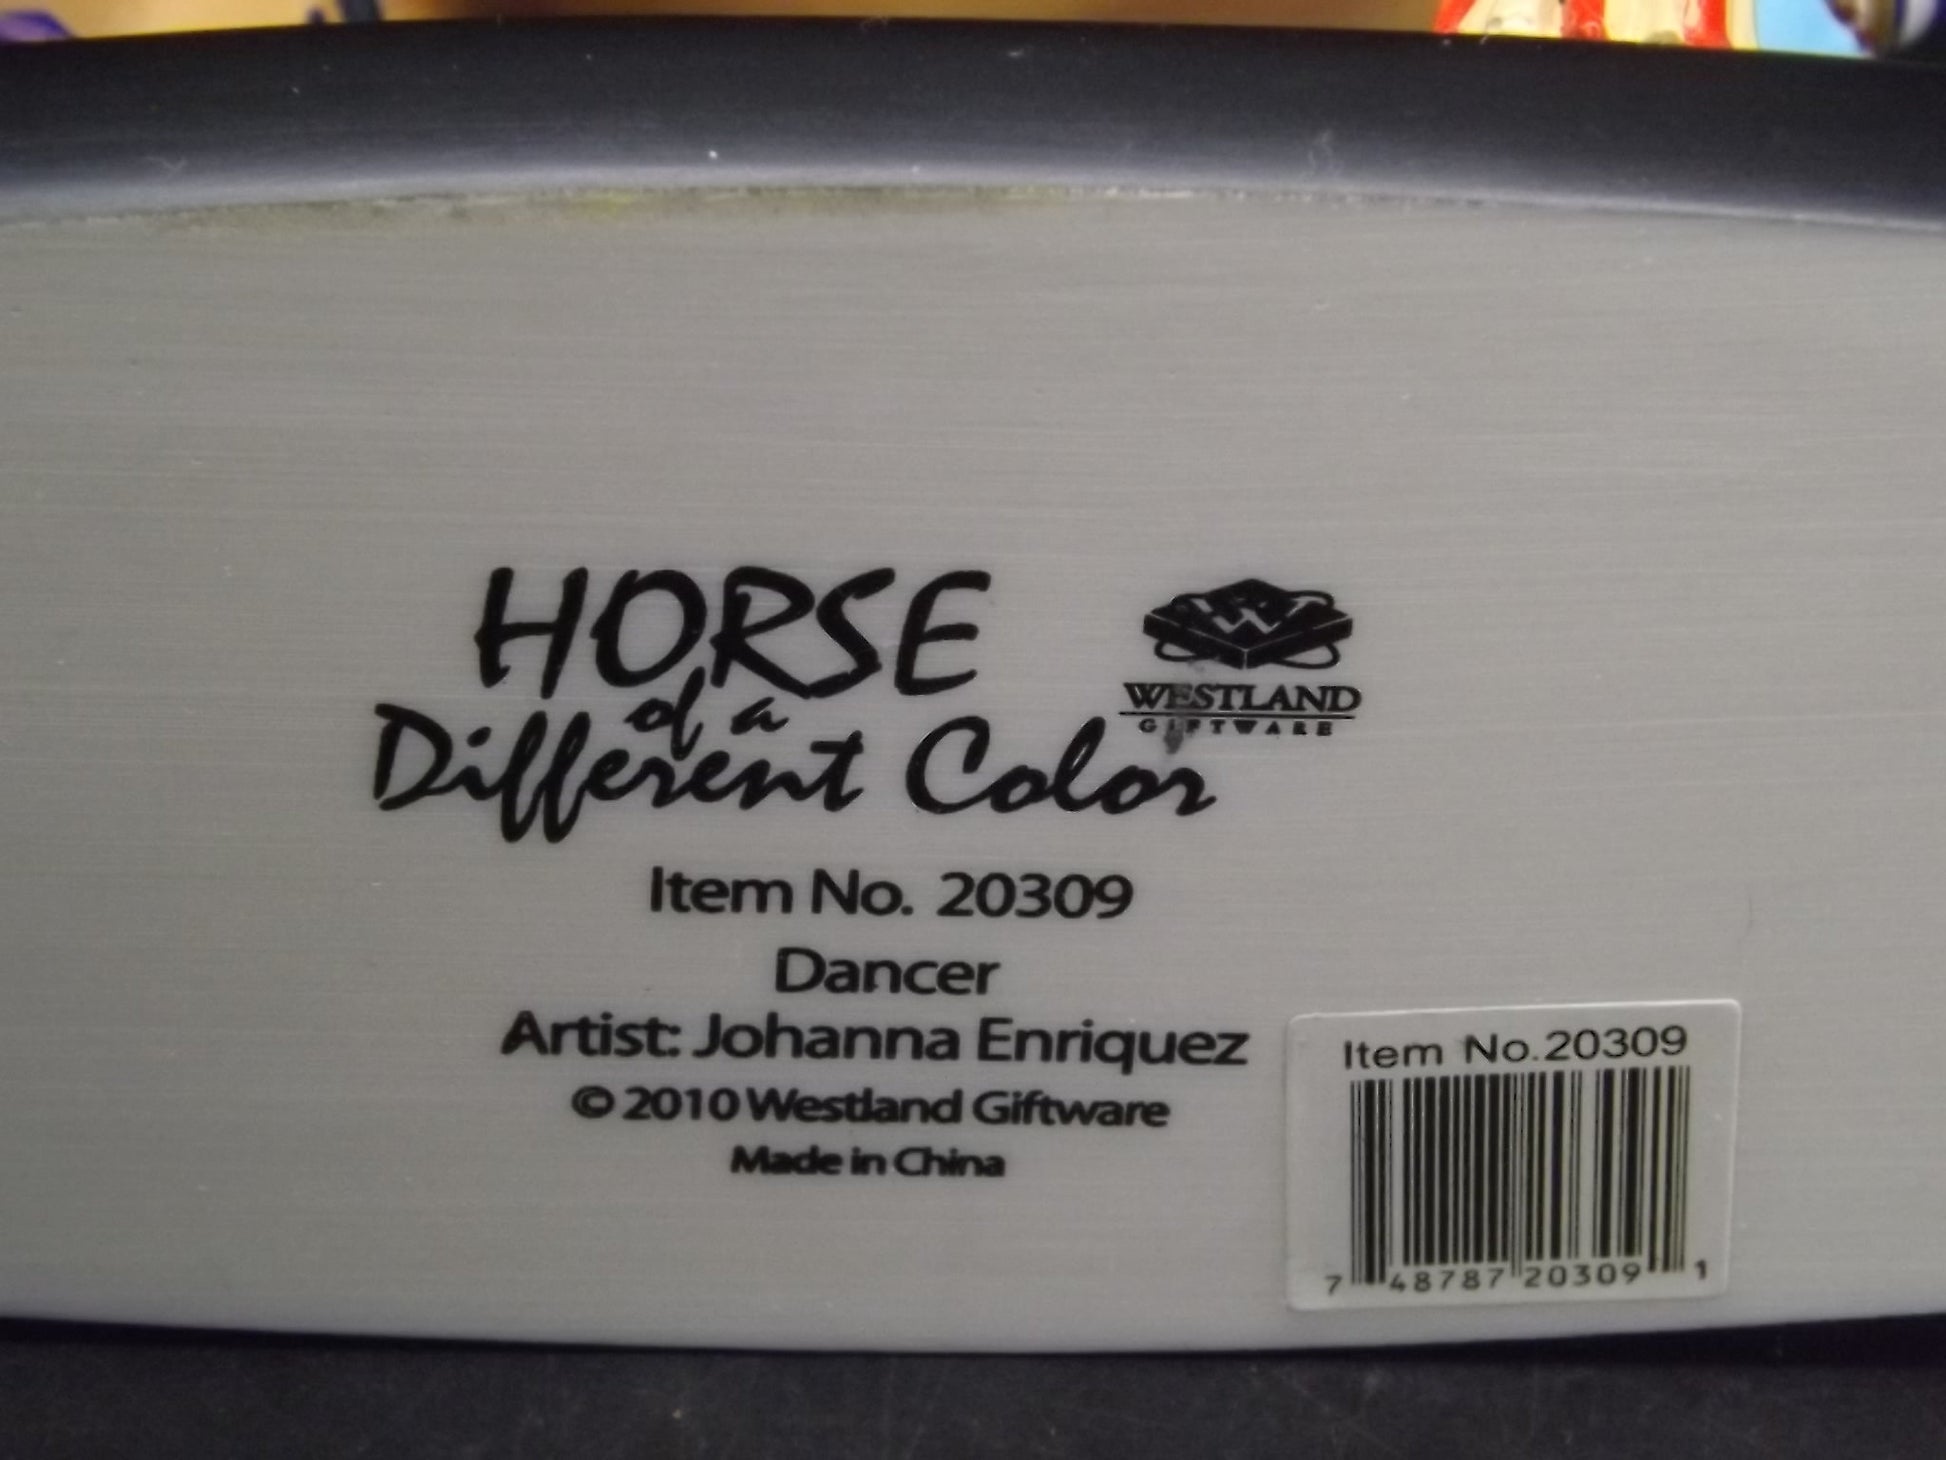 HORSE
of a
Different Color
W
WESTLAND
GIFTWARE
Item No. 20309
Dancer
Artist: Johanna Enriquez
© 2010 Westland Giftware
Made in China
Item No.20309
7 48787 20309 1